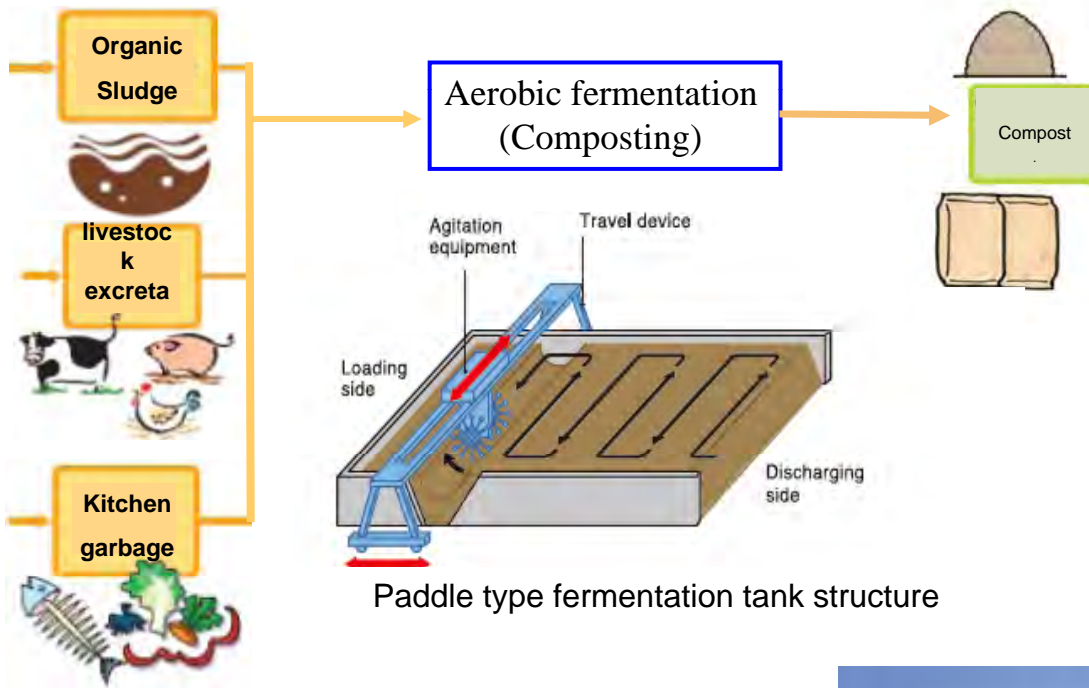 Organic
Sludge
Aerobic fermentation
(Composting)
Compost
.
livestoc
k
excreta
Agitation
equipment
Travel device
Loading
side
Discharging
side
Kitchen
garbage
Paddle type fermentation tank structure